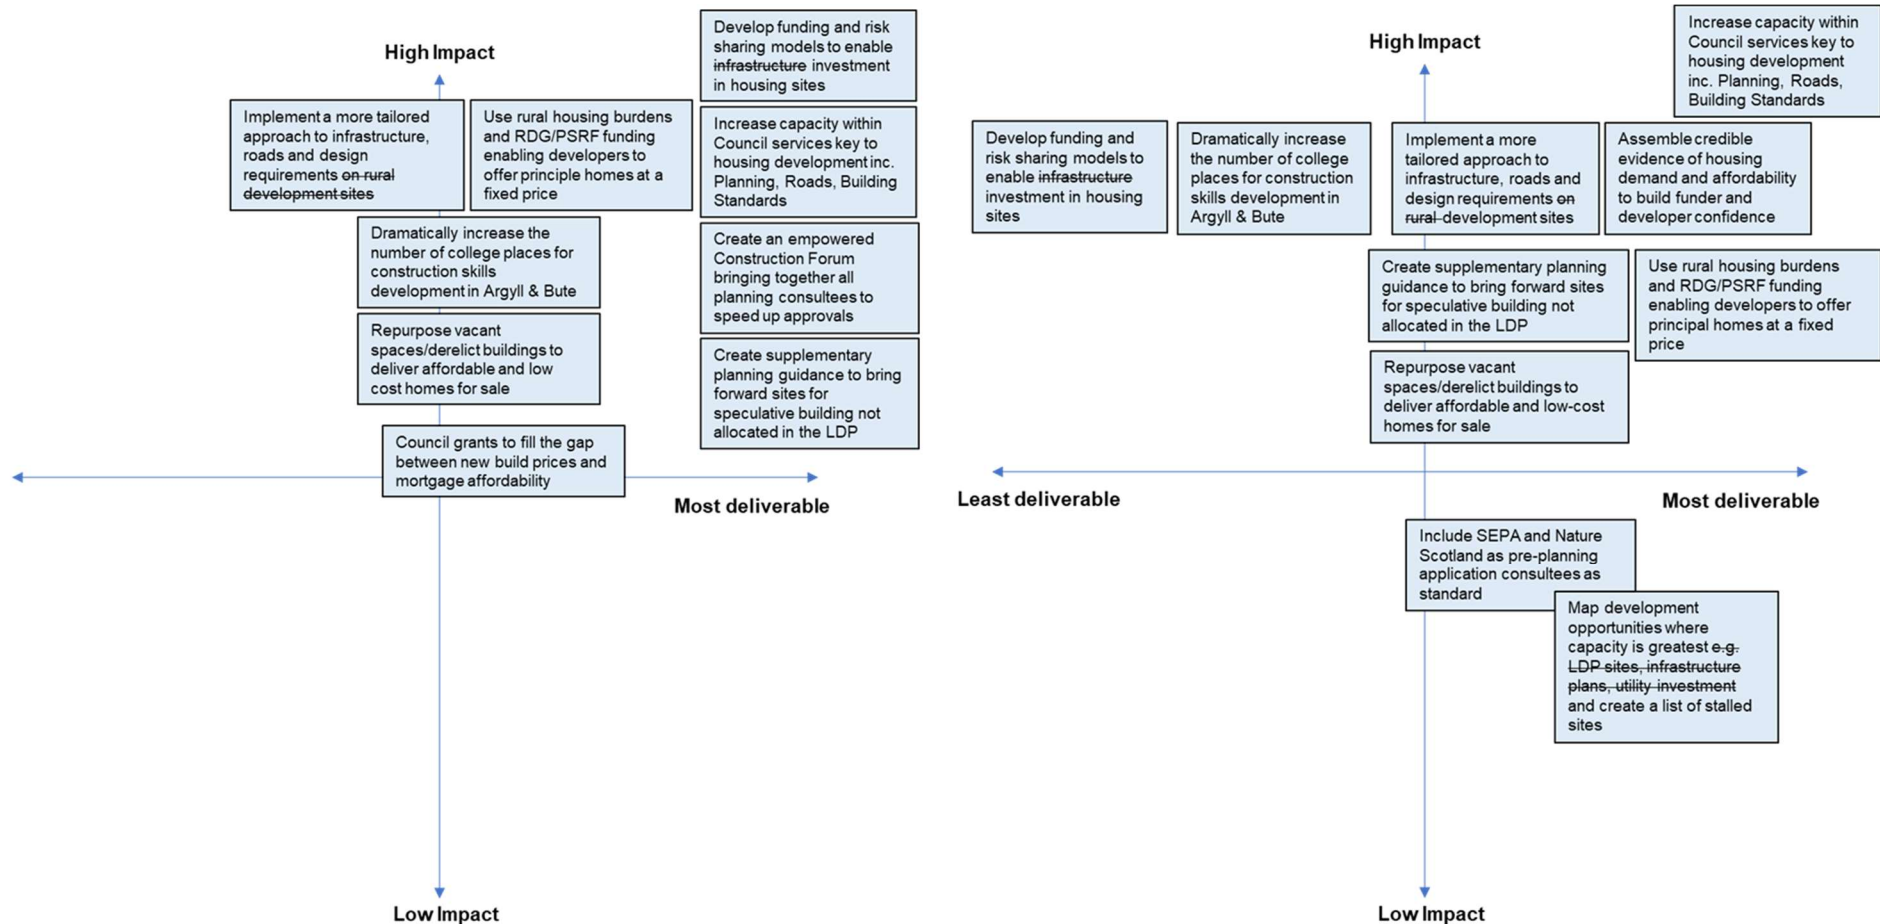 High Impact
Develop funding and risk
sharing models to enable
infrastructure investment
in housing sites
Implement a more tailored
approach to infrastructure,
roads and design
requirements on rural
development sites
Use rural housing burdens
and RDG/PSRF funding
enabling developers to
offer principle homes at a
fixed price
Increase capacity within
Council services key to
housing development inc.
Planning, Roads, Building
Standards
Dramatically increase the
number of college places for
construction skills
development in Argyll & Bute
Create an empowered
Construction Forum
bringing together all
planning consultees to
speed up approvals
Repurpose vacant
spaces/derelict buildings to
deliver affordable and low
cost homes for sale
Create supplementary
planning guidance to bring
forward sites for
speculative building not
allocated in the LDP
Council grants to fill the gap
between new build prices and
mortgage affordability
Most deliverable
Low Impact
High Impact
Increase capacity within
Council services key to
housing development
inc. Planning, Roads,
Building Standards
Develop funding and
risk sharing models to
enable infrastructure
investment in housing
sites
Dramatically increase
the number of college
places for construction
skills development in
Argyll & Bute
Implement a more
tailored approach to
infrastructure, roads and
design requirements on
rural development sites
Assemble credible
evidence of housing
demand and affordability
to build funder and
developer confidence
Create supplementary planning
guidance to bring forward sites
for speculative building not
allocated in the LDP
Use rural housing burdens
and RDG/PSRF funding
enabling developers to offer
principal homes at a fixed
price
Repurpose vacant
spaces/derelict buildings to
deliver affordable and low-cost
homes for sale
Least deliverable
Most deliverable
Include SEPA and Nature
Scotland as pre-planning
application consultees as
standard
Map development
opportunities where
capacity is greatest e.g.
LDP sites, infrastructure
plans, utility investment
and create a list of stalled
sites
Low Impact